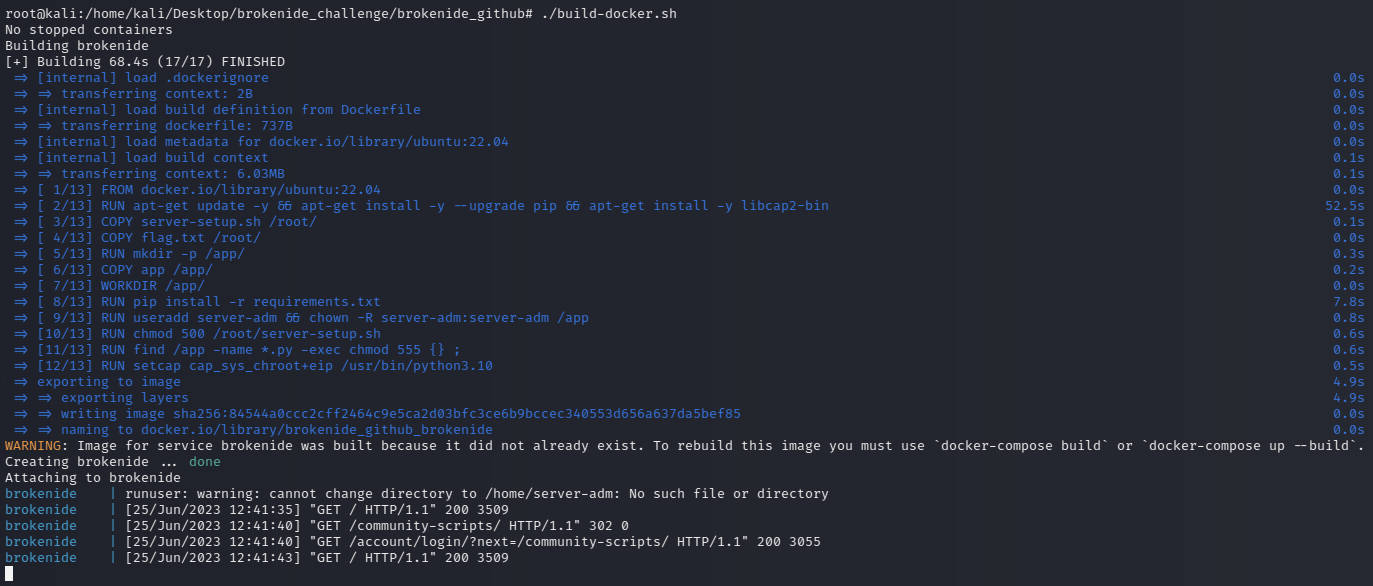 root@kali:/home/kali/Desktop/brokenide_challenge/brokenide_github# ./build-docker.sh
No stopped containers
Building brokenide
[+] Building 68.4s (17/17) FINISHED
 ⇒ [internal] load .dockerignore 0.0s
 ⇒ ⇒ transferring context: 2B 0.0s
 ⇒ [internal] load build definition from Dockerfile 0.0s
 ⇒ ⇒ transferring dockerfile: 737B 0.0s
 ⇒ [internal] load metadata for docker.io/library/ubuntu:22.04 0.0s
 ⇒ [internal] load build context 0.1s
 ⇒ ⇒ transferring context: 6.03MB 0.1s
 ⇒ [ 1/13] FROM docker.io/library/ubuntu:22.04 0.0s
 ⇒ [ 2/13] RUN apt-get update -y && apt-get install -y --upgrade pip && apt-get install -y libcap2-bin 52.5s
 ⇒ [ 3/13] COPY server-setup.sh /root/ 0.1s
 ⇒ [ 4/13] COPY flag.txt /root/ 0.0s
 ⇒ [ 5/13] RUN mkdir -p /app/ 0.3s
 ⇒ [ 6/13] COPY app /app/ 0.2s
 ⇒ [ 7/13] WORKDIR /app/ 0.0s
 ⇒ [ 8/13] RUN pip install -r requirements.txt 7.8s
 ⇒ [ 9/13] RUN useradd server-adm && chown -R server-adm:server-adm /app 0.8s
 ⇒ [10/13] RUN chmod 500 /root/server-setup.sh 0.6s
 ⇒ [11/13] RUN find /app -name *.py -exec chmod 555 {} ; 0.6s
 ⇒ [12/13] RUN setcap cap_sys_chroot+eip /usr/bin/python3.10 0.5s
 ⇒ exporting to image 4.9s
 ⇒ ⇒ exporting layers 4.9s
 ⇒ ⇒ writing image sha256:84544a0ccc2cff2464c9e5ca2d03bfc3ce6b9bccec340553d656a637da5bef85 0.0s
 ⇒ ⇒ naming to docker.io/library/brokenide_github_brokenide 0.0s
WARNING: Image for service brokenide was built because it did not already exist. To rebuild this image you must use `docker-compose build` or `docker-compose up --build`.
Creating brokenide ... done
Attaching to brokenide
brokenide    | runuser: warning: cannot change directory to /home/server-adm: No such file or directory
brokenide    | [25/Jun/2023 12:41:35] "GET / HTTP/1.1" 200 3509
brokenide    | [25/Jun/2023 12:41:40] "GET /community-scripts/ HTTP/1.1" 302 0
brokenide    | [25/Jun/2023 12:41:40] "GET /account/login/?next=/community-scripts/ HTTP/1.1" 200 3055
brokenide    | [25/Jun/2023 12:41:43] "GET / HTTP/1.1" 200 3509